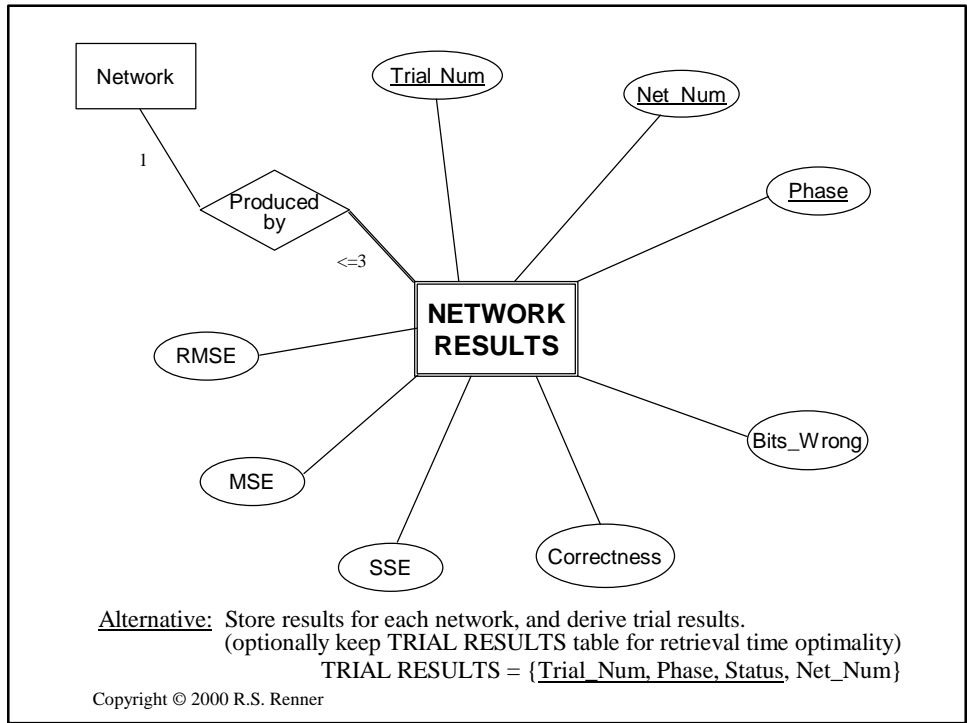 Network
Trial_Num
Net_Num
Phase
1
Produced
by
<=3
NETWORK
RESULTS
RMSE
MSE
SSE
Correctness
Bits_Wrong
Alternative: Store results for each network, and derive trial results.
(optionally keep TRIAL RESULTS table for retrieval time optimality)
TRIAL RESULTS = {Trial_Num, Phase, Status, Net_Num}
Copyright © 2000 R.S. Renner